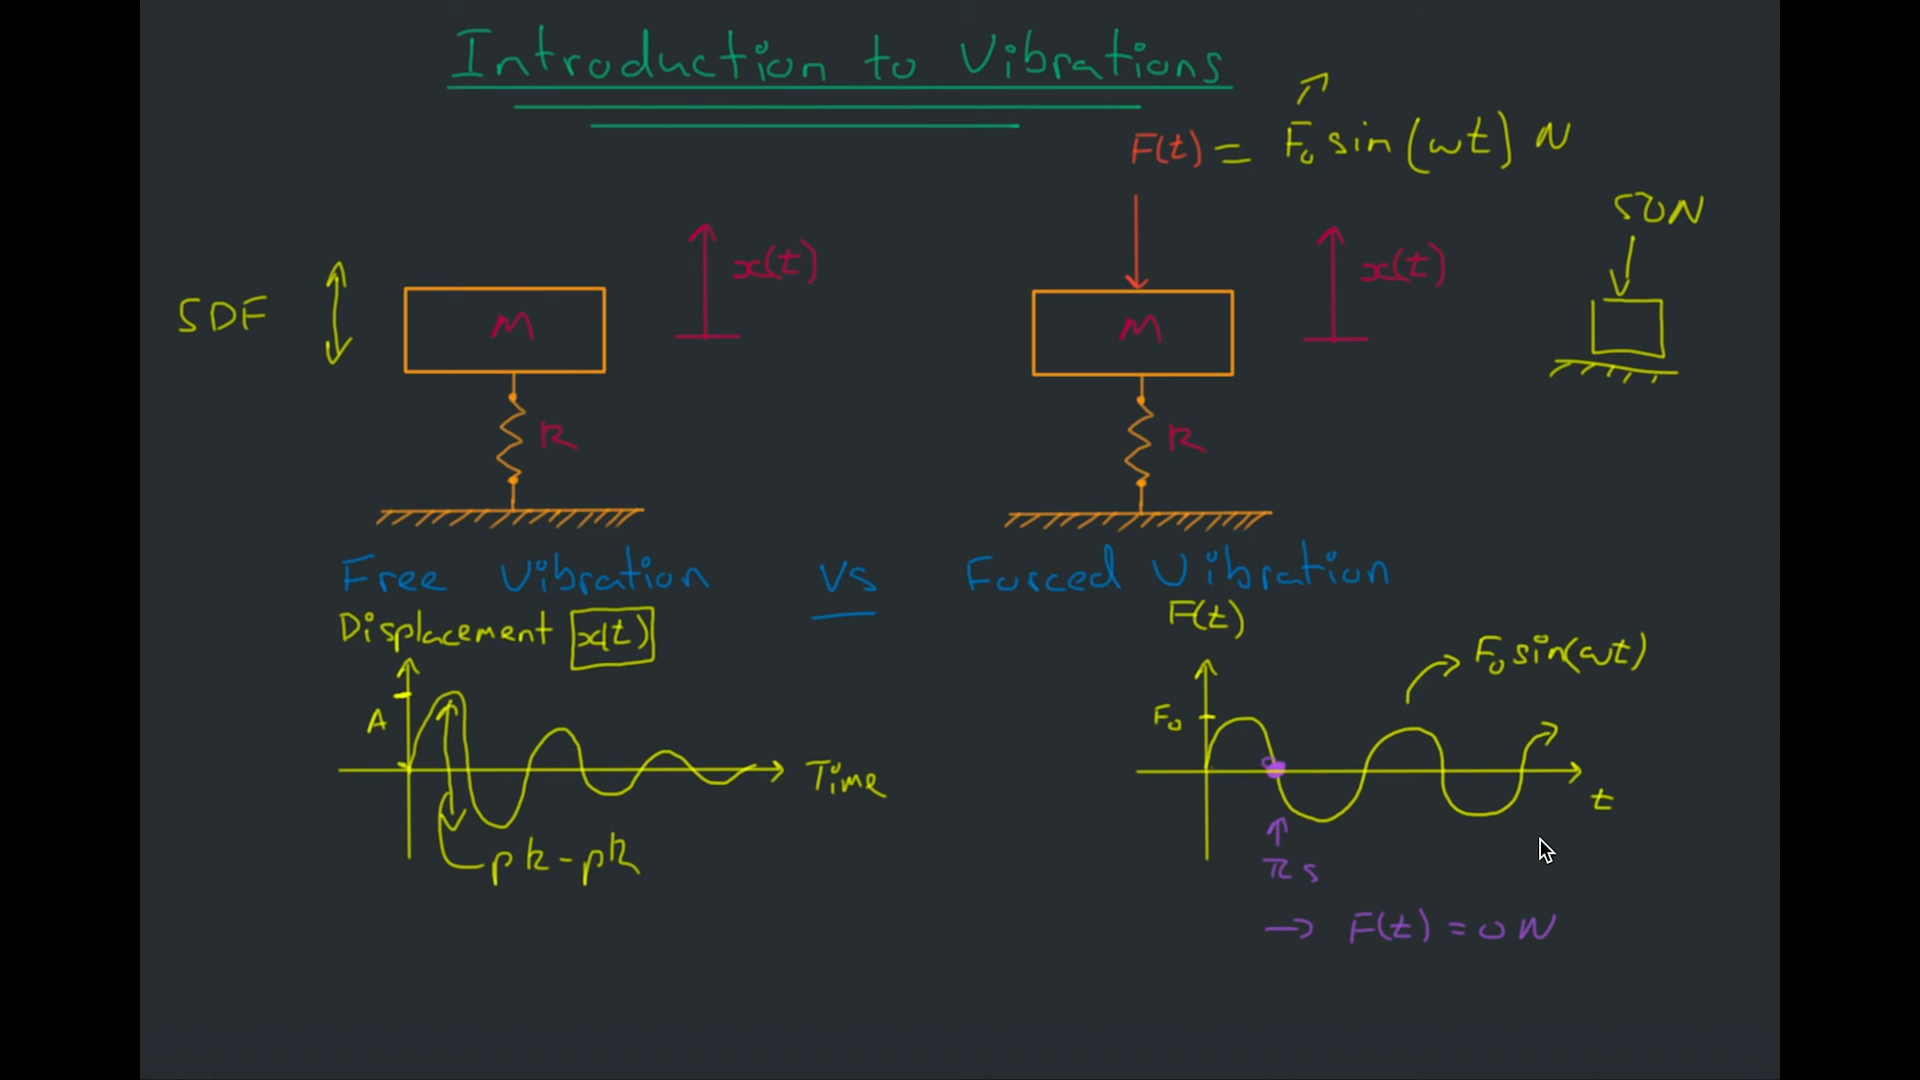 Introduction to Vibrations
F(t) = F₀ sin(ωt) N
50N
SDF
M
x(t)
M
x(t)
k
k
Free Vibration vs Forced Vibration
Displacement x(t)
F(t)
F₀ sin(ωt)
A
F₀
Time
t
pk-pk
π s
→ F(t) = 0 N